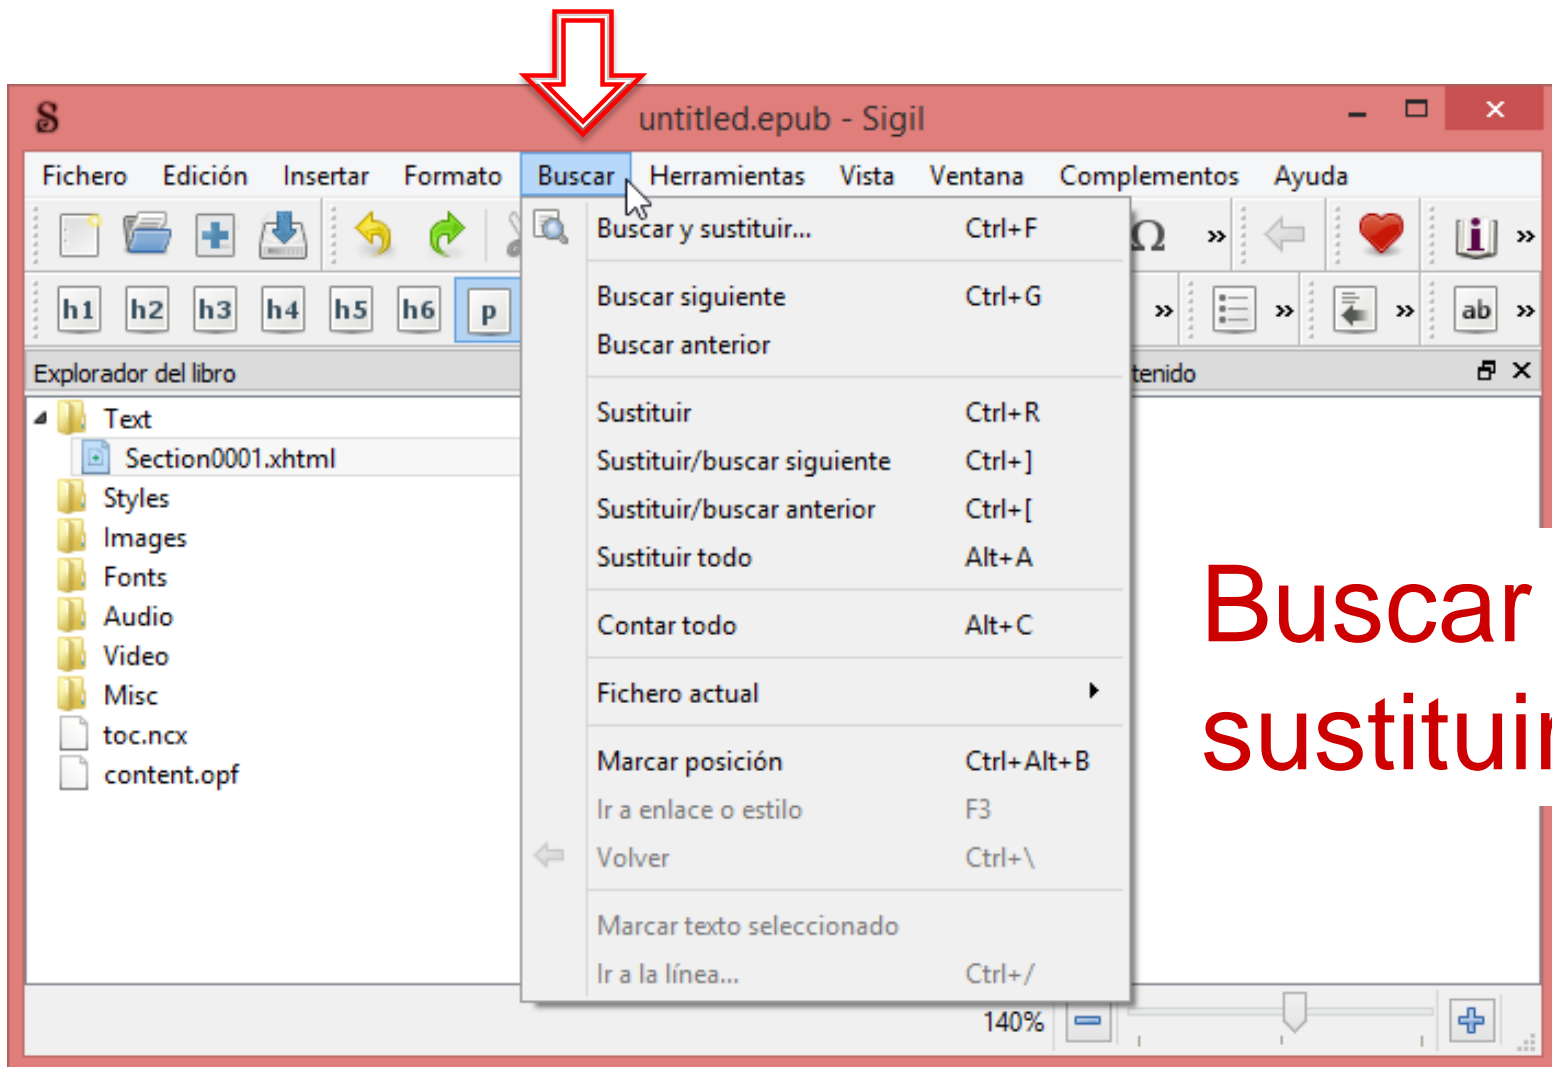 untitled.epub - Sigil
Fichero Edición Insertar Formato Buscar Herramientas Vista Ventana Complementos Ayuda
Ω » »
h1 h2 h3 h4 h5 h6 p » » » ab »
Explorador del libro
tenido
Text
Section0001.xhtml
Styles
Images
Fonts
Audio
Video
Misc
toc.ncx
content.opf
Buscar y sustituir... Ctrl+F
Buscar siguiente Ctrl+G
Buscar anterior
Sustituir Ctrl+R
Sustituir/buscar siguiente Ctrl+]
Sustituir/buscar anterior Ctrl+[
Sustituir todo Alt+A
Contar todo Alt+C
Fichero actual
Marcar posición Ctrl+Alt+B
Ir a enlace o estilo F3
Volver Ctrl+\
Marcar texto seleccionado
Ir a la línea... Ctrl+/
Buscar
sustituir
140%